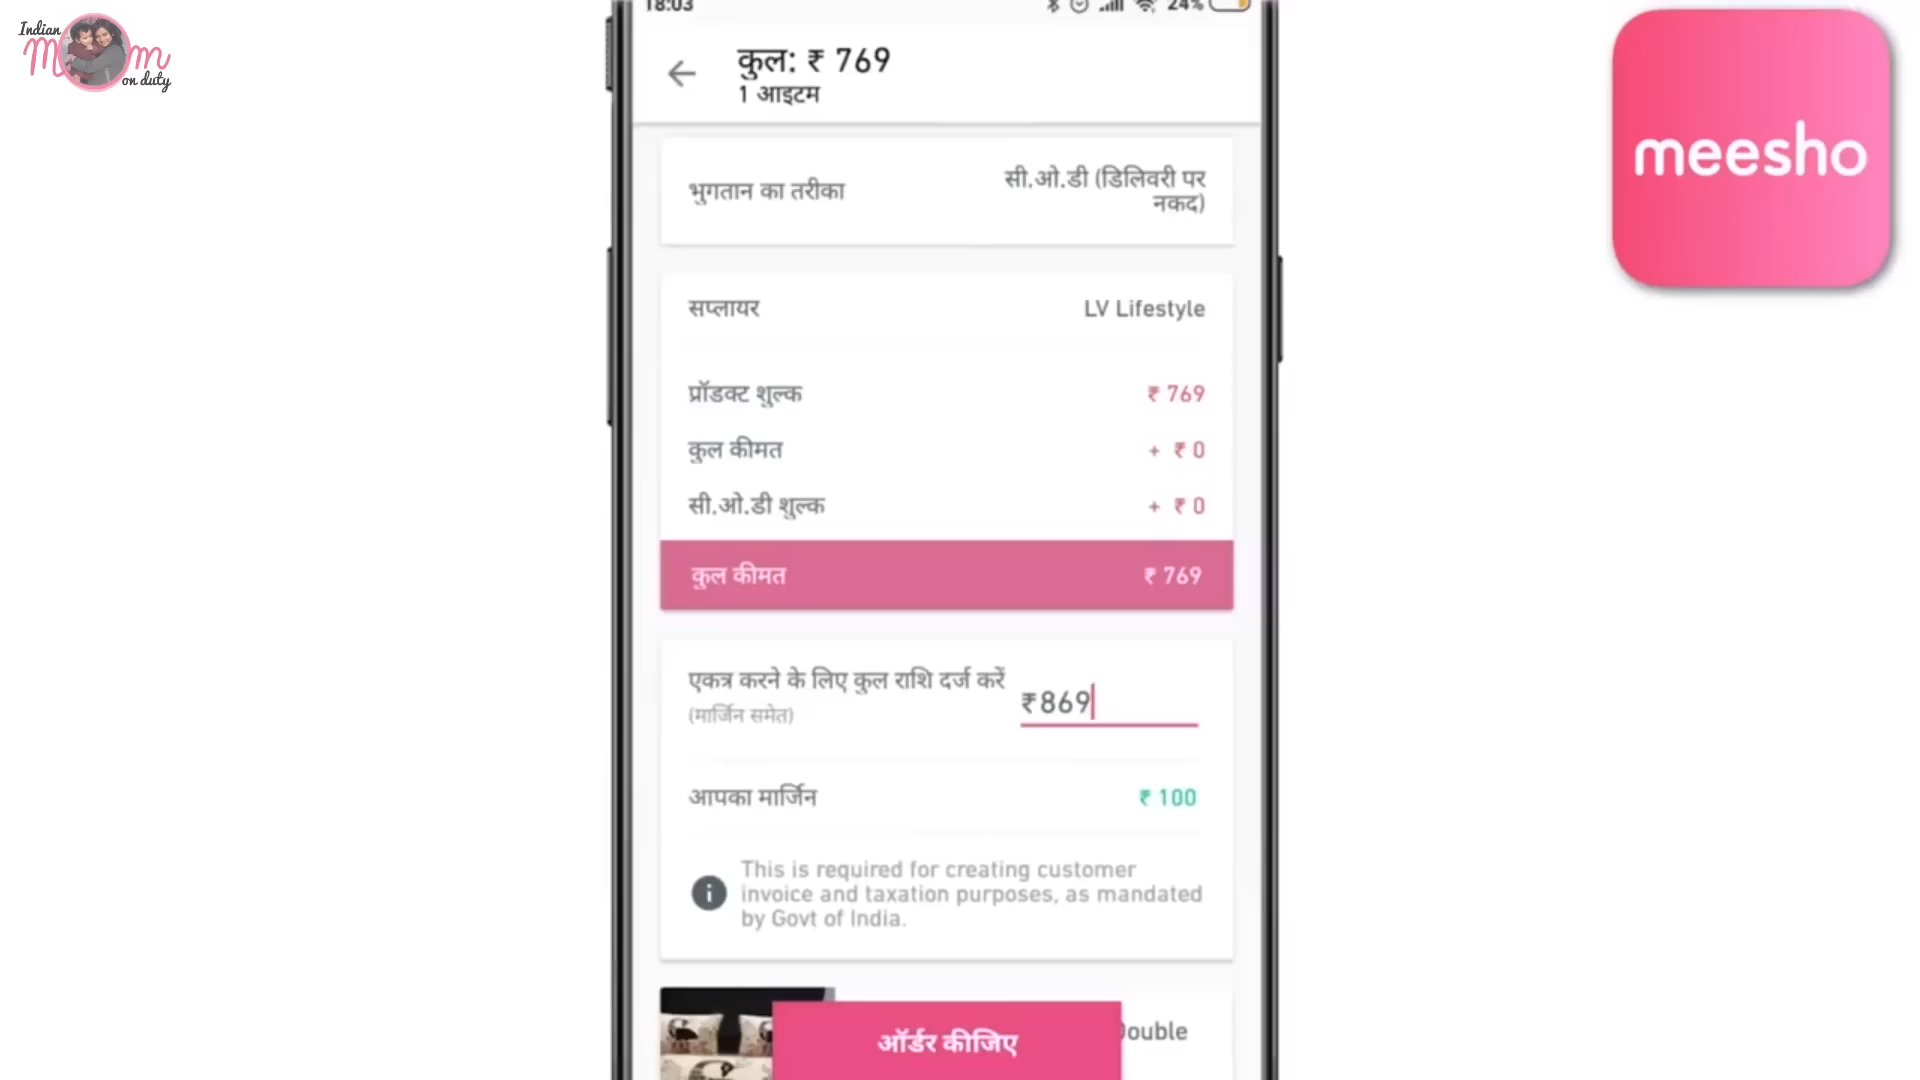 Indian
Mom
on duty
18:03
24%
कुल: ₹ 769
1 आइटम
meesho
भुगतान का तरीका
सी.ओ.डी (डिलिवरी पर
नकद)
सप्लायर
LV Lifestyle
प्रॉडक्ट शुल्क
₹ 769
कुल कीमत
+ ₹ 0
सी.ओ.डी शुल्क
+ ₹ 0
कुल कीमत
₹ 769
एकत्र करने के लिए कुल राशि दर्ज करें
(मार्जिन समेत)
₹869
आपका मार्जिन
₹ 100
This is required for creating customer
invoice and taxation purposes, as mandated
by Govt of India.
Double
ऑर्डर कीजिए